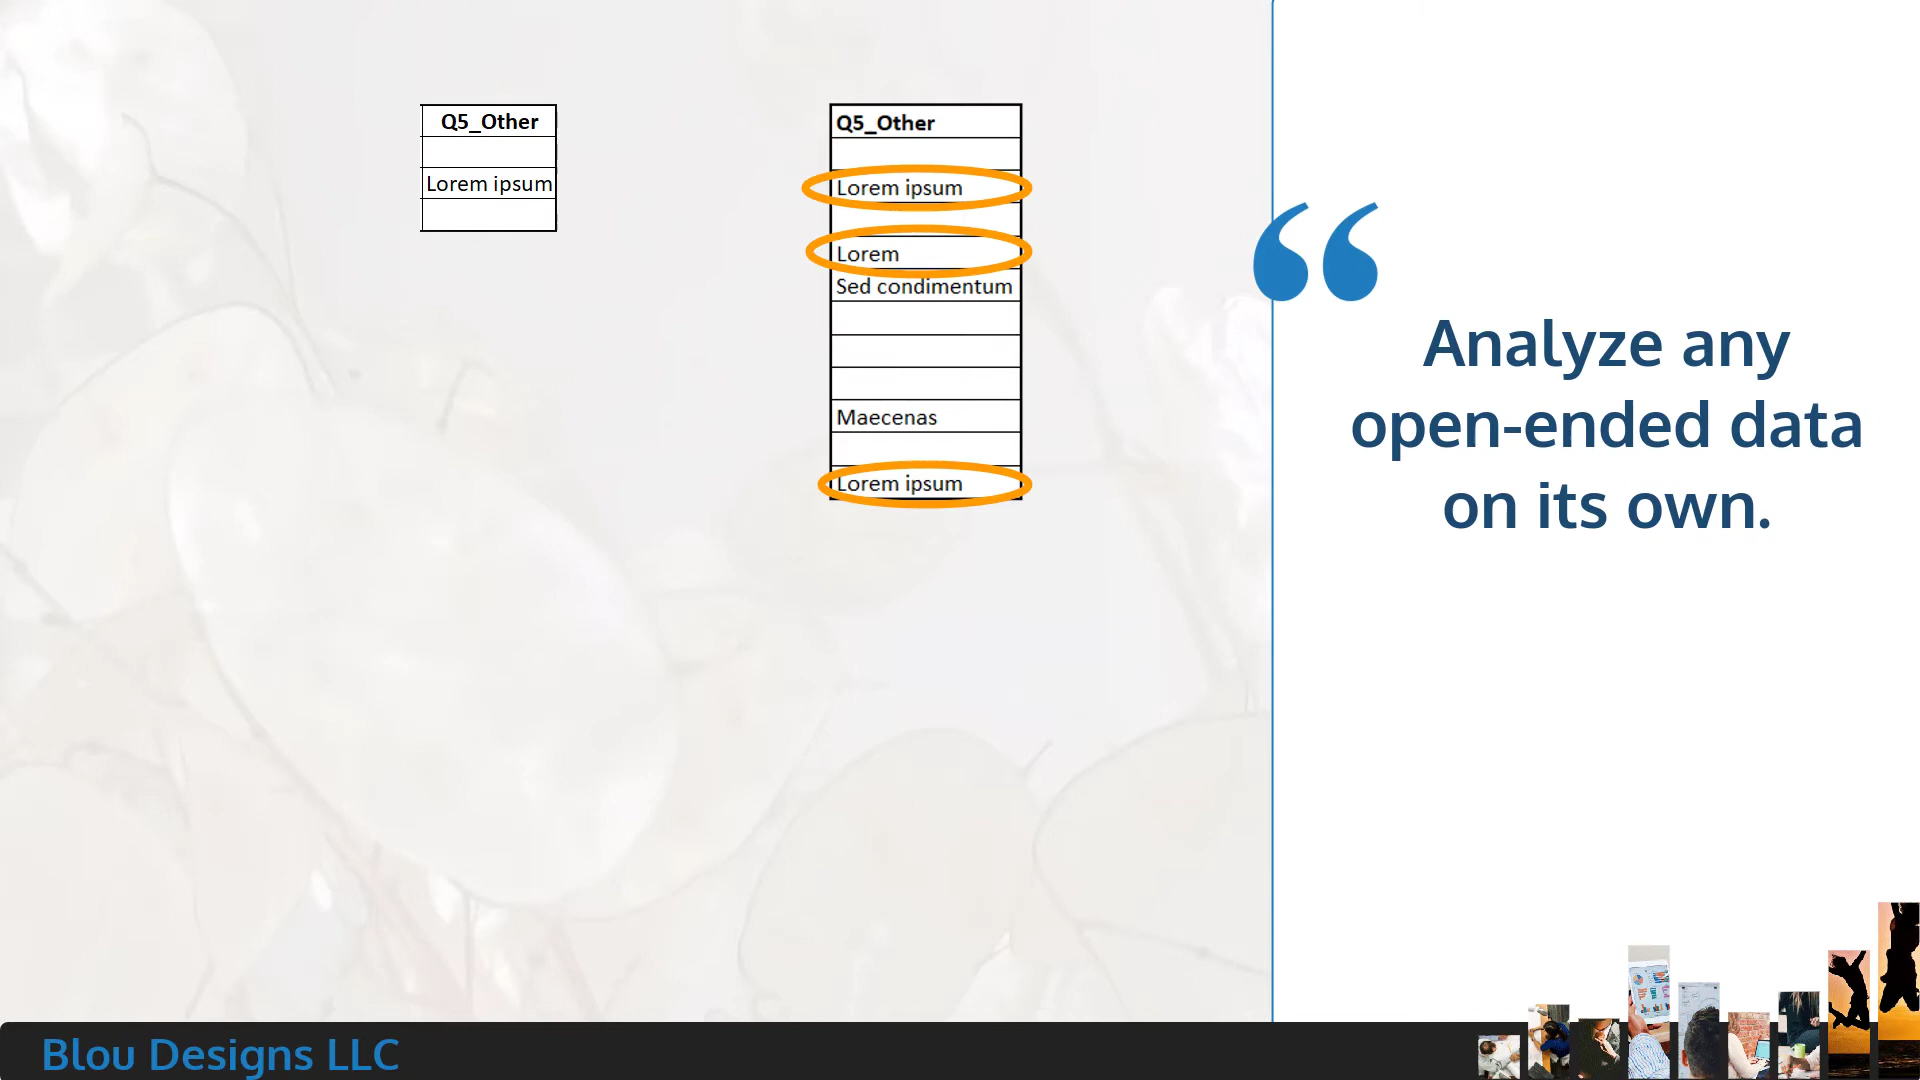 Q5_Other
Lorem ipsum
Q5_Other
Lorem ipsum
Lorem
Sed condimentum
Maecenas
Lorem ipsum
“
Analyze any
open-ended data
on its own.
Blou Designs LLC